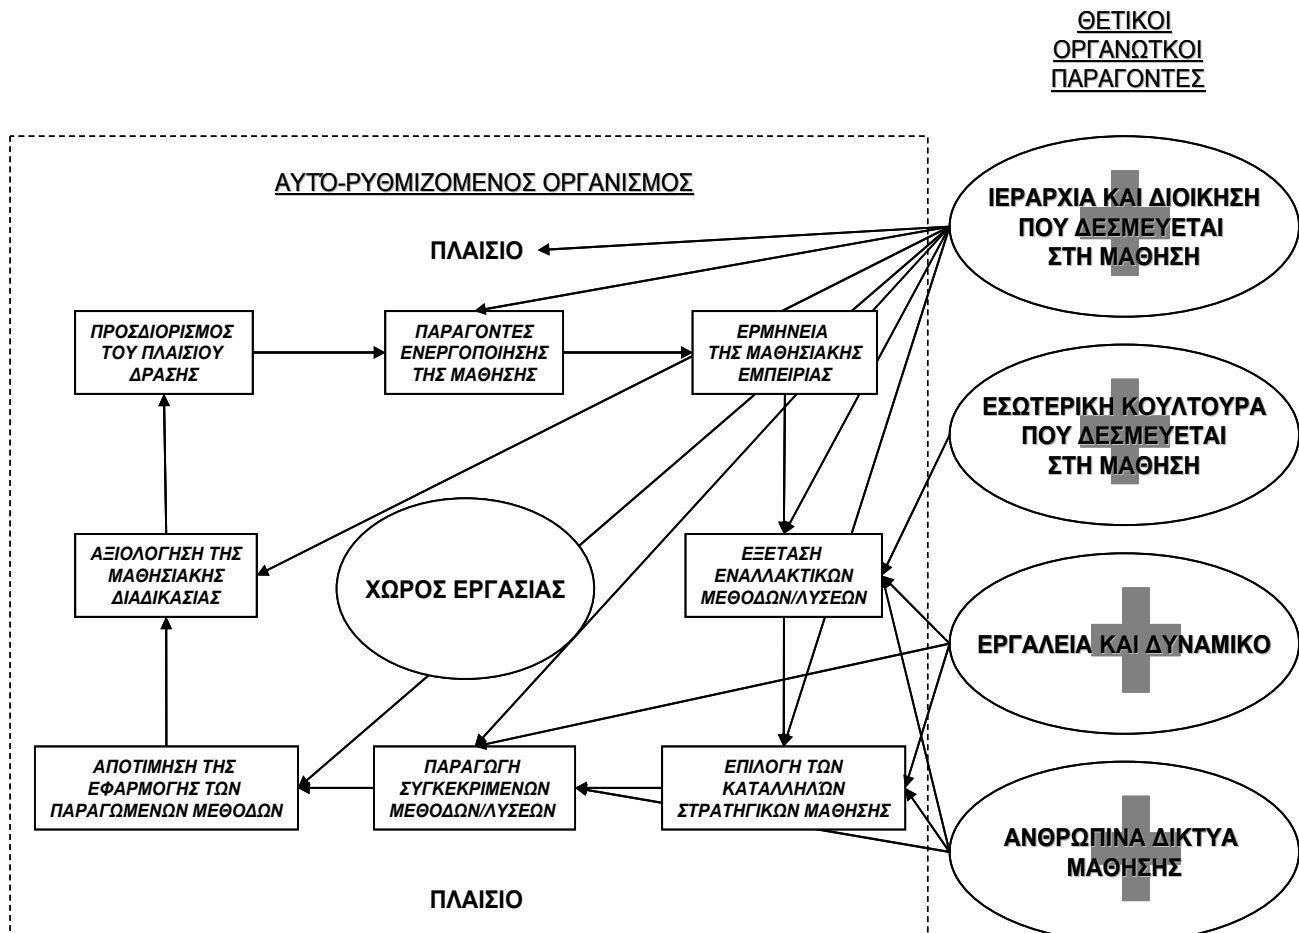 ΘΕΤΙΚΟΙ
ΟΡΓΑΝΩΤΚΟΙ
ΠΑΡΑΓΟΝΤΕΣ
ΑΥΤΌ-ΡΥΘΜΙΖΟΜΕΝΟΣ ΟΡΓΑΝΙΣΜΟΣ
ΠΛΑΙΣΙΟ
ΙΕΡΑΡΧΙΑ ΚΑΙ ΔΙΟΙΚΗΣΗ
ΠΟΥ ΔΕΣΜΕΥΕΤΑΙ
ΣΤΗ ΜΑΘΗΣΗ
ΠΡΟΣΔΙΟΡΙΣΜΟΣ
ΤΟΥ ΠΛΑΙΣΙΟΥ
ΔΡΑΣΗΣ
ΠΑΡΑΓΟΝΤΕΣ
ΕΝΕΡΓΟΠΟΙΗΣΗΣ
ΤΗΣ ΜΑΘΗΣΗΣ
ΕΡΜΗΝΕΙΑ
ΤΗΣ ΜΑΘΗΣΙΑΚΗΣ
ΕΜΠΕΙΡΙΑΣ
ΕΣΩΤΕΡΙΚΗ ΚΟΥΛΤΟΥΡΑ
ΠΟΥ ΔΕΣΜΕΥΕΤΑΙ
ΣΤΗ ΜΑΘΗΣΗ
ΑΞΙΟΛΟΓΗΣΗ ΤΗΣ
ΜΑΘΗΣΙΑΚΗΣ
ΔΙΑΔΙΚΑΣΙΑΣ
ΧΩΡΟΣ ΕΡΓΑΣΙΑΣ
ΕΞΕΤΑΣΗ
ΕΝΑΛΛΑΚΤΙΚΩΝ
ΜΕΘΟΔΩΝ/ΛΥΣΕΩΝ
ΕΡΓΑΛΕΙΑ ΚΑΙ ΔΥΝΑΜΙΚΟ
ΑΠΟΤΙΜΗΣΗ ΤΗΣ
ΕΦΑΡΜΟΓΗΣ ΤΩΝ
ΠΑΡΑΓΩΜΕΝΩΝ ΜΕΘΟΔΩΝ
ΠΑΡΑΓΩΓΗ
ΣΥΓΚΕΚΡΙΜΕΝΩΝ
ΜΕΘΟΔΩΝ/ΛΥΣΕΩΝ
ΕΠΙΛΟΓΗ ΤΩΝ
ΚΑΤΑΛΛΗΛΏΝ
ΣΤΡΑΤΗΓΙΚΩΝ ΜΑΘΗΣΗΣ
ΑΝΘΡΩΠΙΝΑ ΔΙΚΤΥΑ
ΜΑΘΗΣΗΣ
ΠΛΑΙΣΙΟ